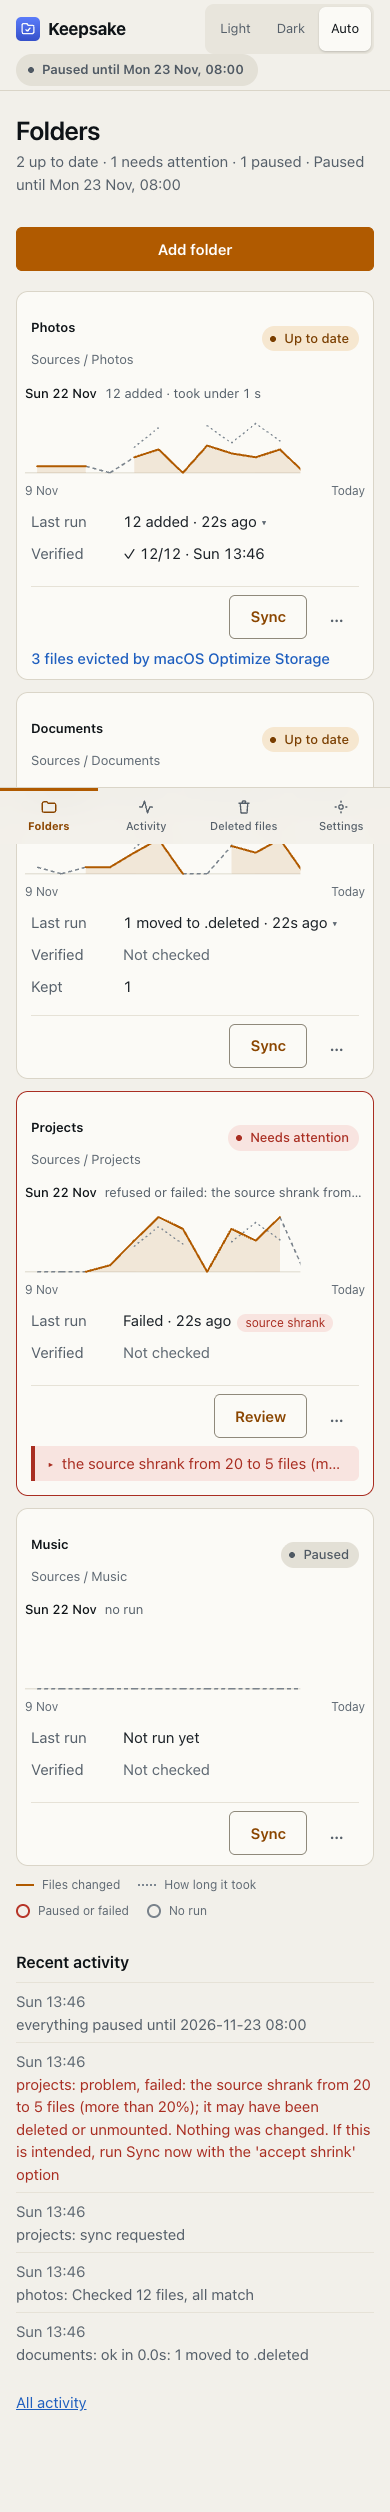 Keepsake
Light Dark Auto
Paused until Mon 23 Nov, 08:00
Folders
2 up to date · 1 needs attention · 1 paused · Paused
until Mon 23 Nov, 08:00
Add folder
Photos
Up to date
Sources / Photos
Sun 22 Nov 12 added · took under 1 s
9 Nov Today
Last run 12 added · 22s ago ▾
Verified ✓ 12/12 · Sun 13:46
Sync ...
3 files evicted by macOS Optimize Storage
Documents
Up to date
Sources / Documents
Folders Activity Deleted files Settings
9 Nov Today
Last run 1 moved to .deleted · 22s ago ▾
Verified Not checked
Kept 1
Sync ...
Projects
Needs attention
Sources / Projects
Sun 22 Nov refused or failed: the source shrank from...
9 Nov Today
Last run Failed · 22s ago source shrank
Verified Not checked
Review ...
▸ the source shrank from 20 to 5 files (m...
Music
Paused
Sources / Music
Sun 22 Nov no run
9 Nov Today
Last run Not run yet
Verified Not checked
Sync ...
Files changed How long it took
Paused or failed No run
Recent activity
Sun 13:46
everything paused until 2026-11-23 08:00
Sun 13:46
projects: problem, failed: the source shrank from 20
to 5 files (more than 20%); it may have been
deleted or unmounted. Nothing was changed. If this
is intended, run Sync now with the 'accept shrink'
option
Sun 13:46
projects: sync requested
Sun 13:46
photos: Checked 12 files, all match
Sun 13:46
documents: ok in 0.0s: 1 moved to .deleted
All activity